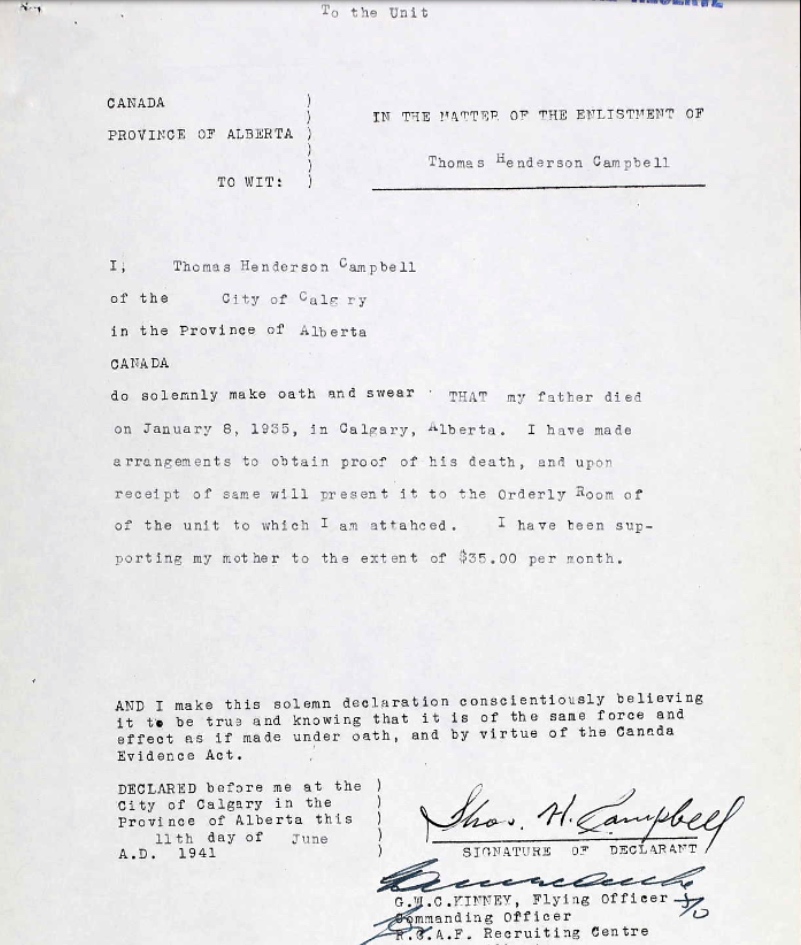 To the Unit
CANADA )
)
PROVINCE OF ALBERTA )
)
)
TO WIT: )
IN THE MATTER OF THE ENLISTMENT OF
Thomas Henderson Campbell
I, Thomas Henderson Campbell
of the City of Calg ry
in the Province of Alberta
CANADA
do solemnly make oath and swear THAT my father died
on January 8, 1935, in Calgary, Alberta. I have made
arrangements to obtain proof of his death, and upon
receipt of same will present it to the Orderly Room of
of the unit to which I am attahced. I have been sup-
porting my mother to the extent of $35.00 per month.
AND I make this solemn declaration conscientiously believing
it to be true and knowing that it is of the same force and
effect as if made under oath, and by virtue of the Canada
Evidence Act.
DECLARED before me at the )
City of Calgary in the )
Province of Alberta this )
11th day of June )
A.D. 1941 )
Thos. H. Campbell
SIGNATURE OF DECLARANT
G.W.C.KINNEY, Flying Officer
Commanding Officer
R.C.A.F. Recruiting Centre